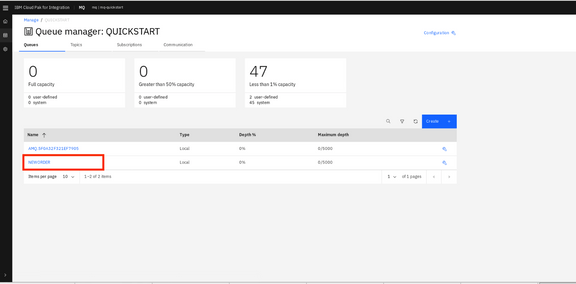 IBM Cloud Pak for Integration MQ mq | mq-quickstart
Manage /
Queue manager: QUICKSTART
Configuration
Queues Topics Subscriptions Communication
0 0 47
Full capacity Greater than 50% capacity Less than 1% capacity
0 user-defined 0 user-defined 2 user-defined
0 system 0 system 45 system
Create
Name Type Depth % Maximum depth
Local 0% 0/5000
NEWORDER Local 0% 0/5000
Items per page 10 1–2 of 2 items 1 of 1 pages